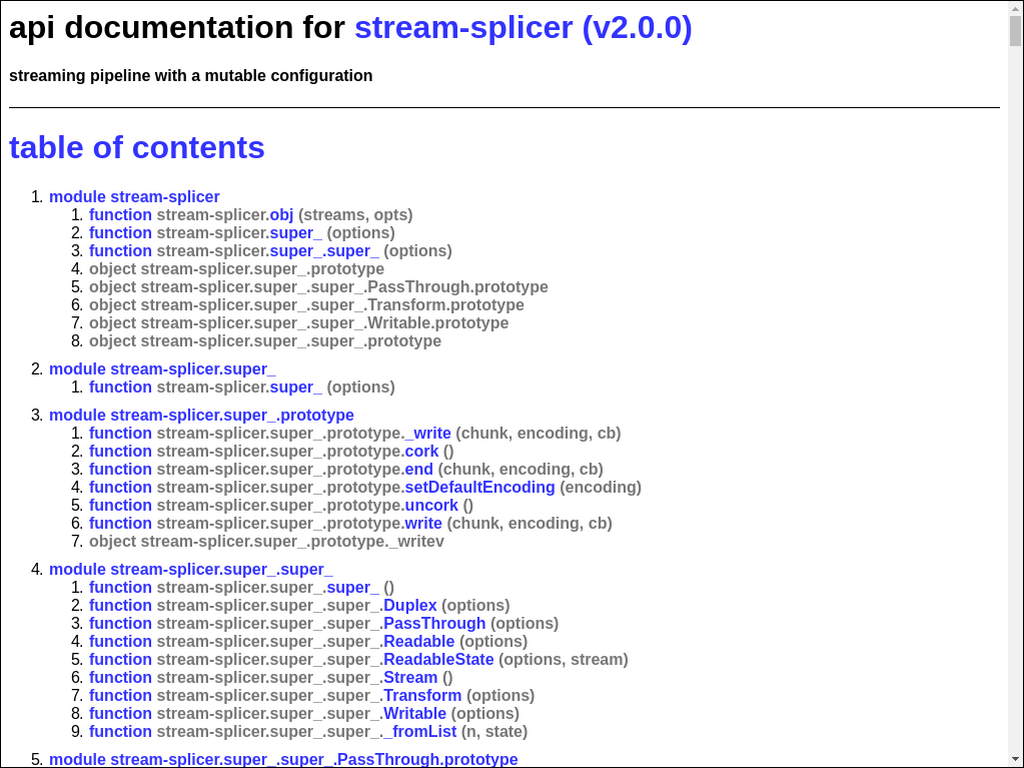 api documentation for stream-splicer (v2.0.0)
streaming pipeline with a mutable configuration
table of contents
1. module stream-splicer
1. function stream-splicer.obj (streams, opts)
2. function stream-splicer.super_ (options)
3. function stream-splicer.super_.super_ (options)
4. object stream-splicer.super_.prototype
5. object stream-splicer.super_.super_.PassThrough.prototype
6. object stream-splicer.super_.super_.Transform.prototype
7. object stream-splicer.super_.super_.Writable.prototype
8. object stream-splicer.super_.super_.prototype
2. module stream-splicer.super_
1. function stream-splicer.super_ (options)
3. module stream-splicer.super_.prototype
1. function stream-splicer.super_.prototype._write (chunk, encoding, cb)
2. function stream-splicer.super_.prototype.cork ()
3. function stream-splicer.super_.prototype.end (chunk, encoding, cb)
4. function stream-splicer.super_.prototype.setDefaultEncoding (encoding)
5. function stream-splicer.super_.prototype.uncork ()
6. function stream-splicer.super_.prototype.write (chunk, encoding, cb)
7. object stream-splicer.super_.prototype._writev
4. module stream-splicer.super_.super_
1. function stream-splicer.super_.super_ ()
2. function stream-splicer.super_.super_.Duplex (options)
3. function stream-splicer.super_.super_.PassThrough (options)
4. function stream-splicer.super_.super_.Readable (options)
5. function stream-splicer.super_.super_.ReadableState (options, stream)
6. function stream-splicer.super_.super_.Stream ()
7. function stream-splicer.super_.super_.Transform (options)
8. function stream-splicer.super_.super_.Writable (options)
9. function stream-splicer.super_.super_._fromList (n, state)
5. module stream-splicer.super_.super_.PassThrough.prototype